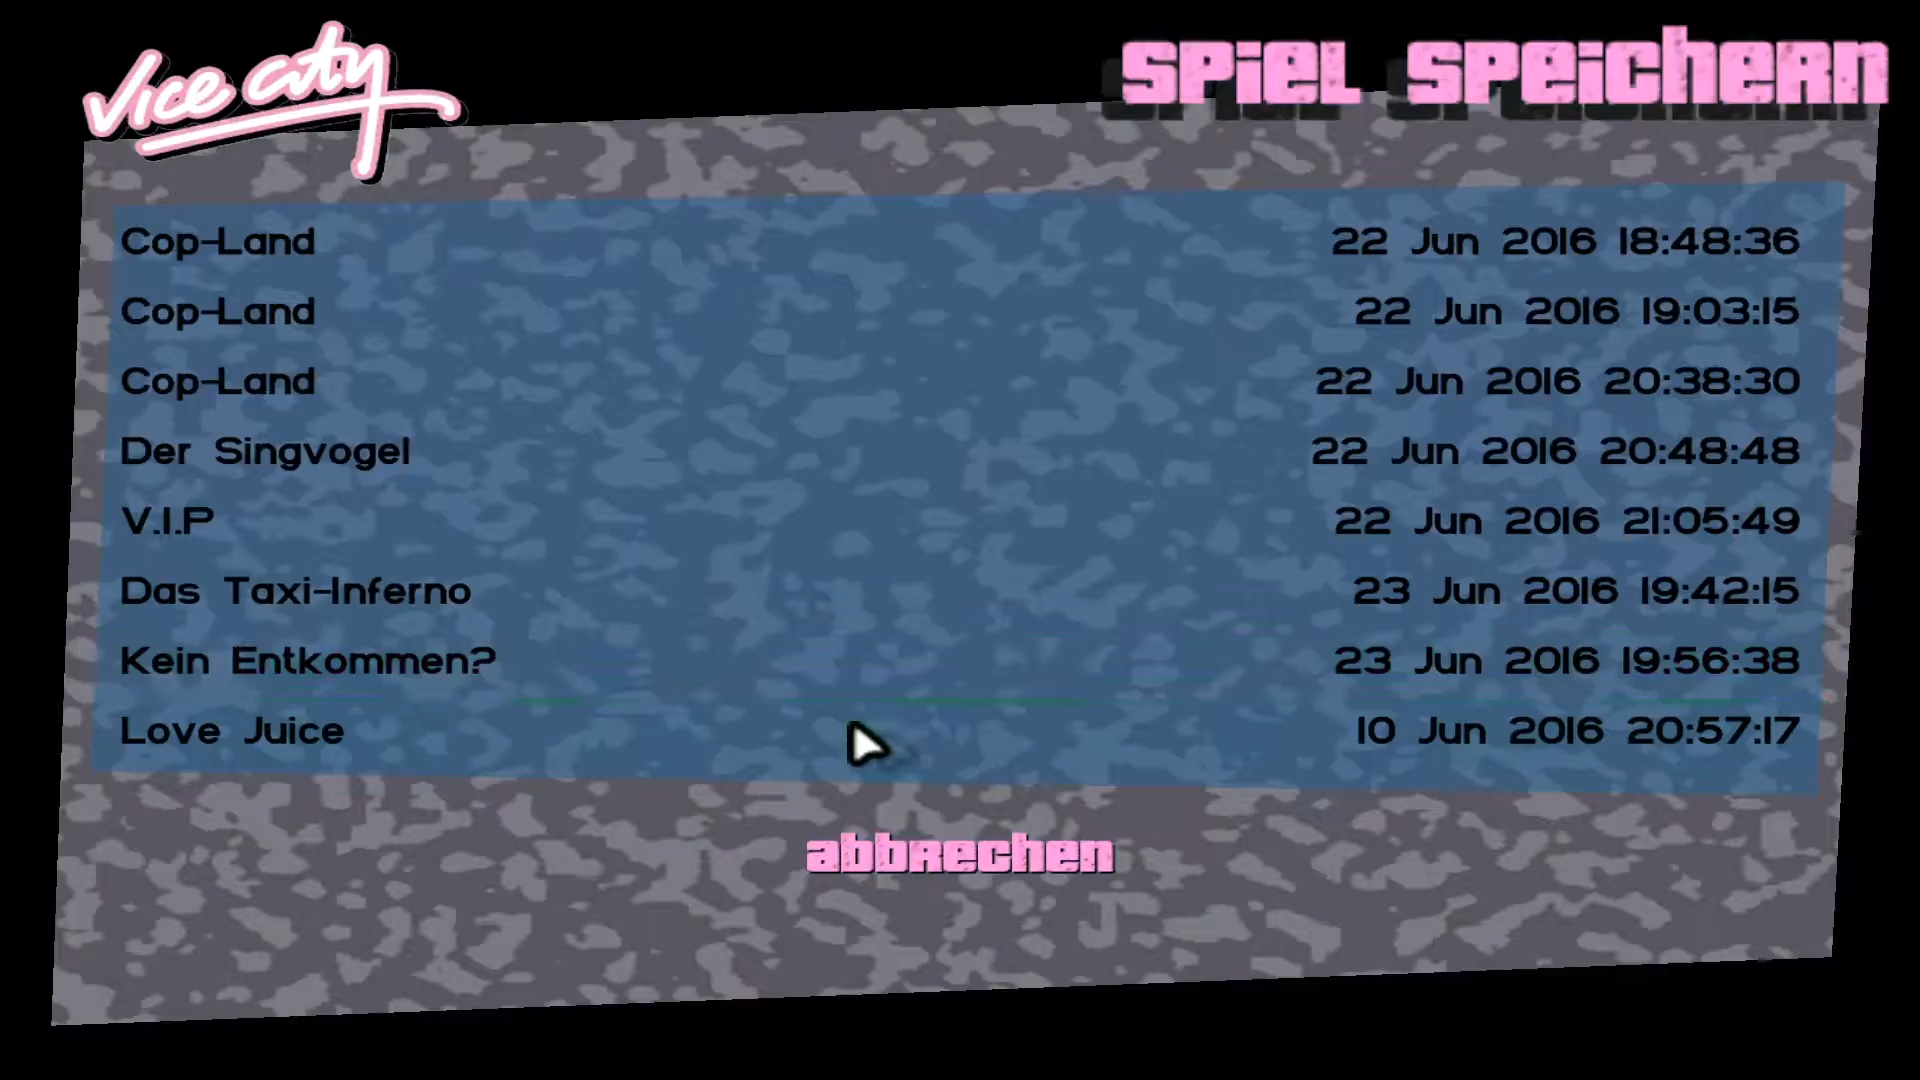 Vice City
SPIEL SPEICHERN
Cop-Land 22 Jun 2016 18:48:36
Cop-Land 22 Jun 2016 19:03:15
Cop-Land 22 Jun 2016 20:38:30
Der Singvogel 22 Jun 2016 20:48:48
V.I.P 22 Jun 2016 21:05:49
Das Taxi-Inferno 23 Jun 2016 19:42:15
Kein Entkommen? 23 Jun 2016 19:56:38
Love Juice 10 Jun 2016 20:57:17
abbrechen